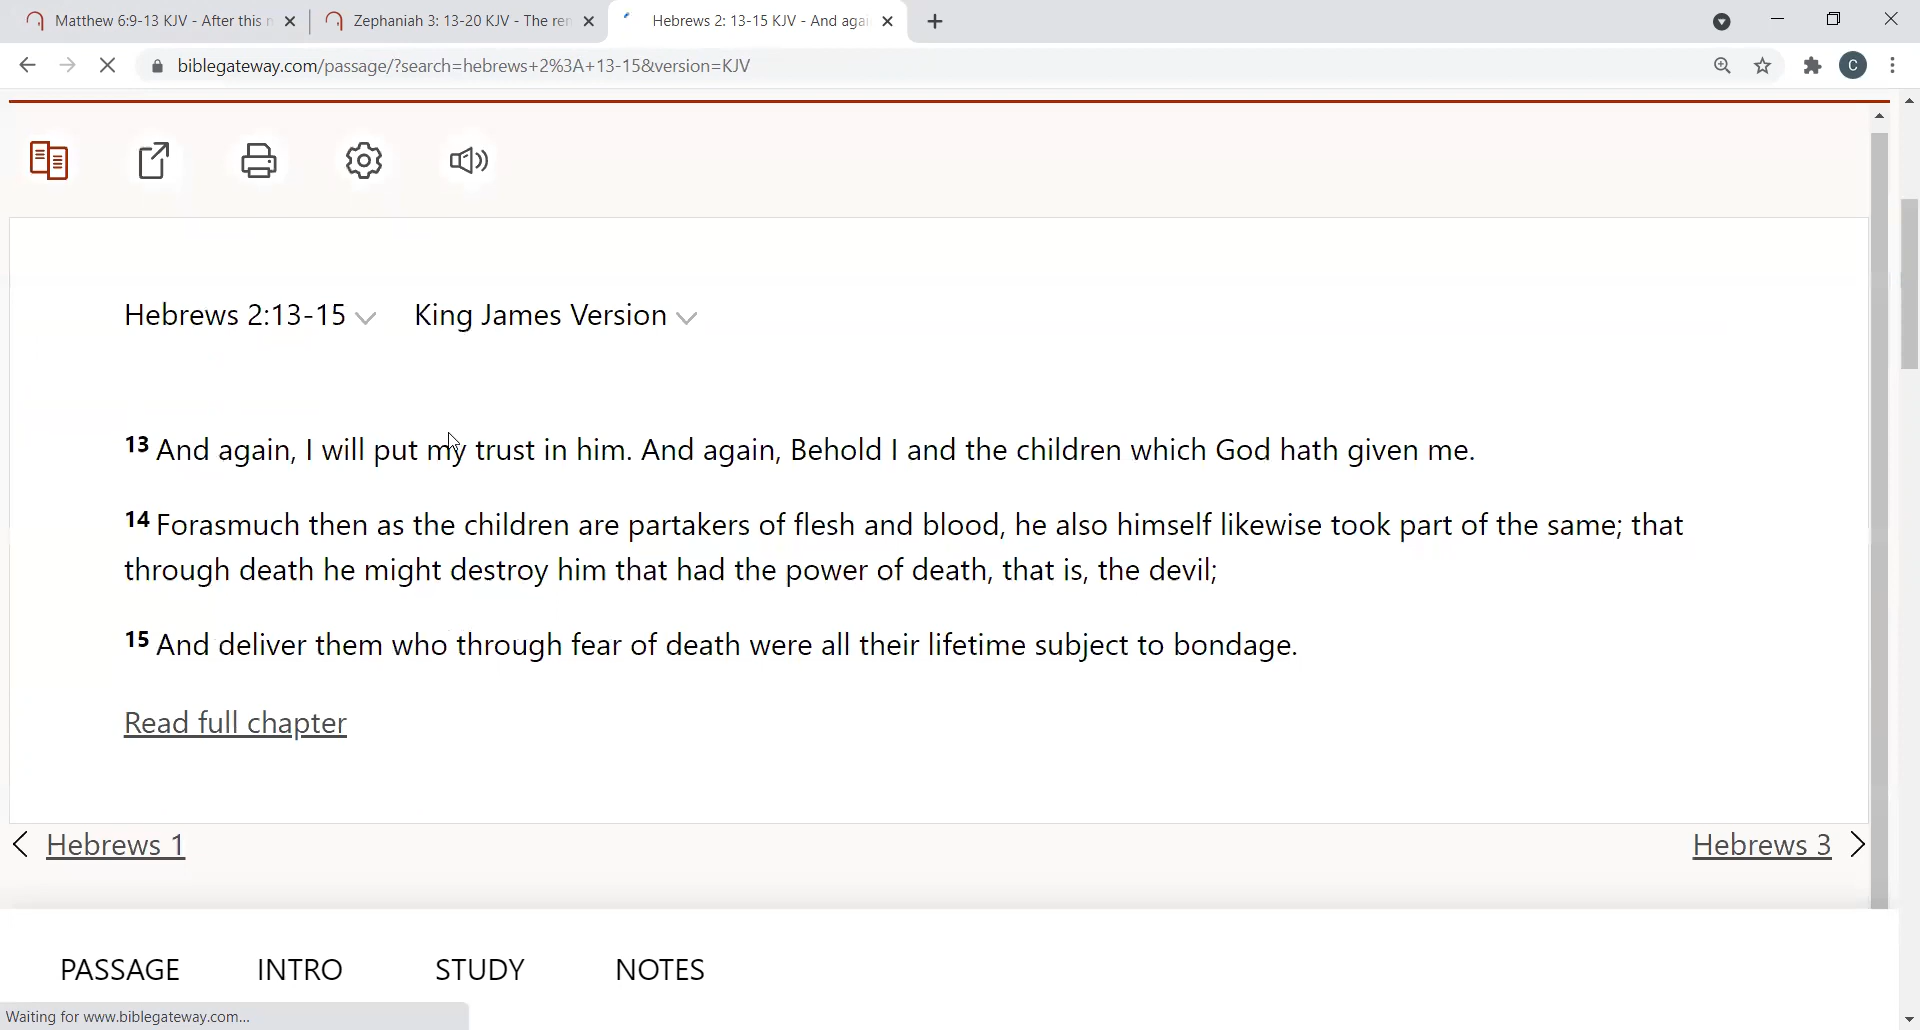 Matthew 6:9-13 KJV - After this
Zephaniah 3: 13-20 KJV - The
Hebrews 2: 13-15 KJV - And
biblegateway.com/passage/?search=hebrews+2%3A+13-15&version=KJV
C
Hebrews 2:13-15 King James Version
13 And again, I will put my trust in him. And again, Behold I and the children which God hath given me.
14 Forasmuch then as the children are partakers of flesh and blood, he also himself likewise took part of the same; that
through death he might destroy him that had the power of death, that is, the devil;
15 And deliver them who through fear of death were all their lifetime subject to bondage.
Read full chapter
Hebrews 1
Hebrews 3
PASSAGE INTRO STUDY NOTES
Waiting for www.biblegateway.com...